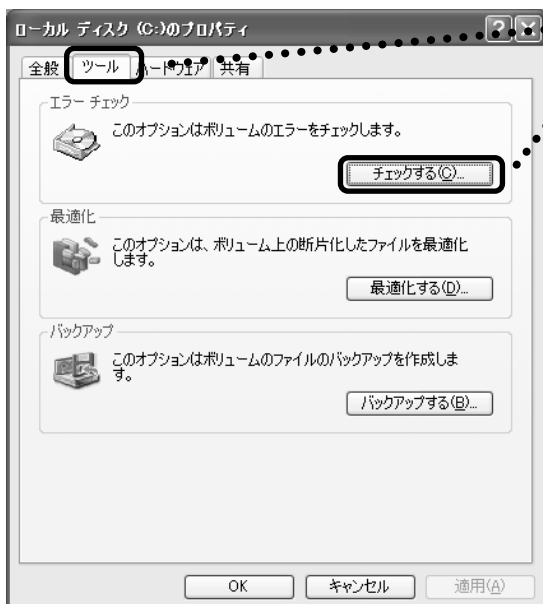 ローカル ディスク (C:)のプロパティ
全般 ツール ハードウェア 共有
エラー チェック
このオプションはボリュームのエラーをチェックします。
チェックする(C)...
最適化
このオプションは、ボリューム上の断片化したファイルを最適化
します。
最適化する(D)...
バックアップ
このオプションはボリュームのファイルのバックアップを作成しま
す。
バックアップする(B)...
OK キャンセル 適用(A)